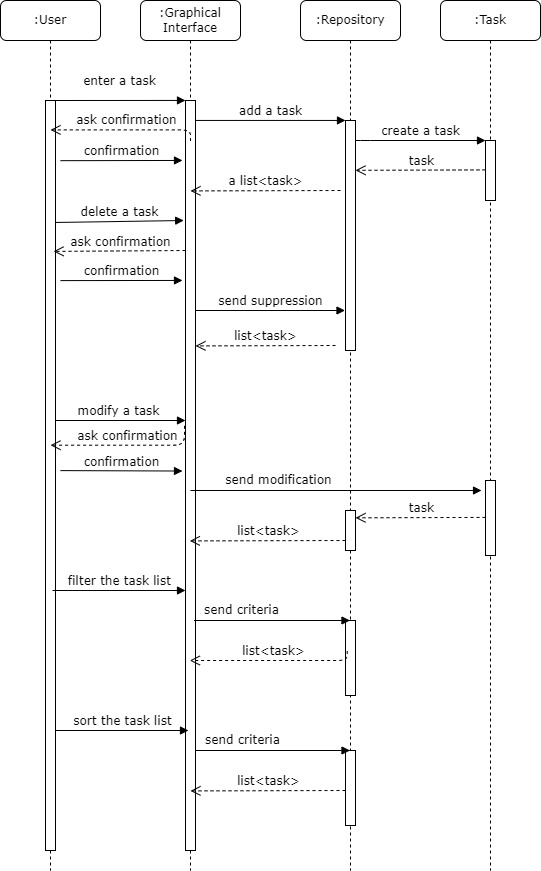 :User
:Graphical
Interface
:Repository
:Task
enter a task
add a task
ask confirmation
create a task
confirmation
task
a list<task>
delete a task
ask confirmation
confirmation
send suppression
list<task>
modify a task
ask confirmation
confirmation
send modification
task
list<task>
filter the task list
send criteria
list<task>
sort the task list
send criteria
list<task>